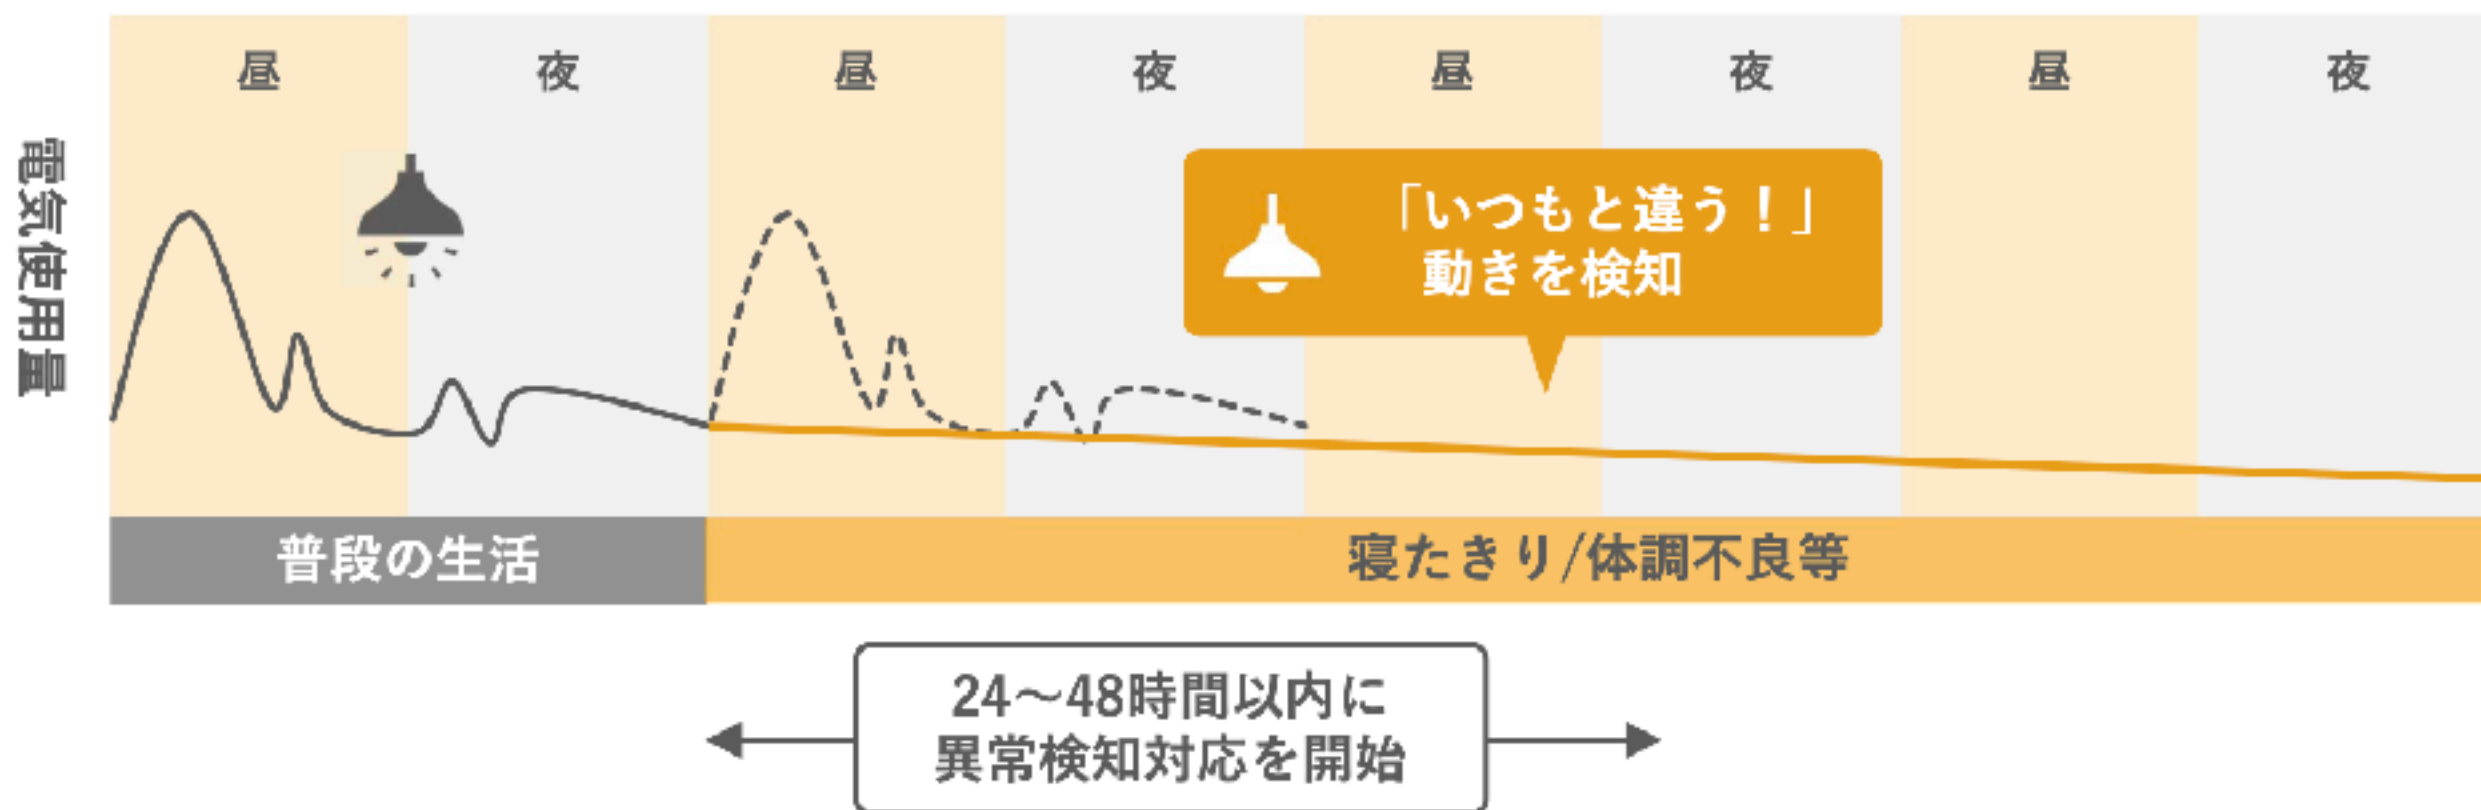 昼 夜 昼 夜 昼 夜 昼 夜
電気使用量
「いつもと違う！」
動きを検知
普段の生活
寝たきり/体調不良等
24〜48時間以内に
異常検知対応を開始